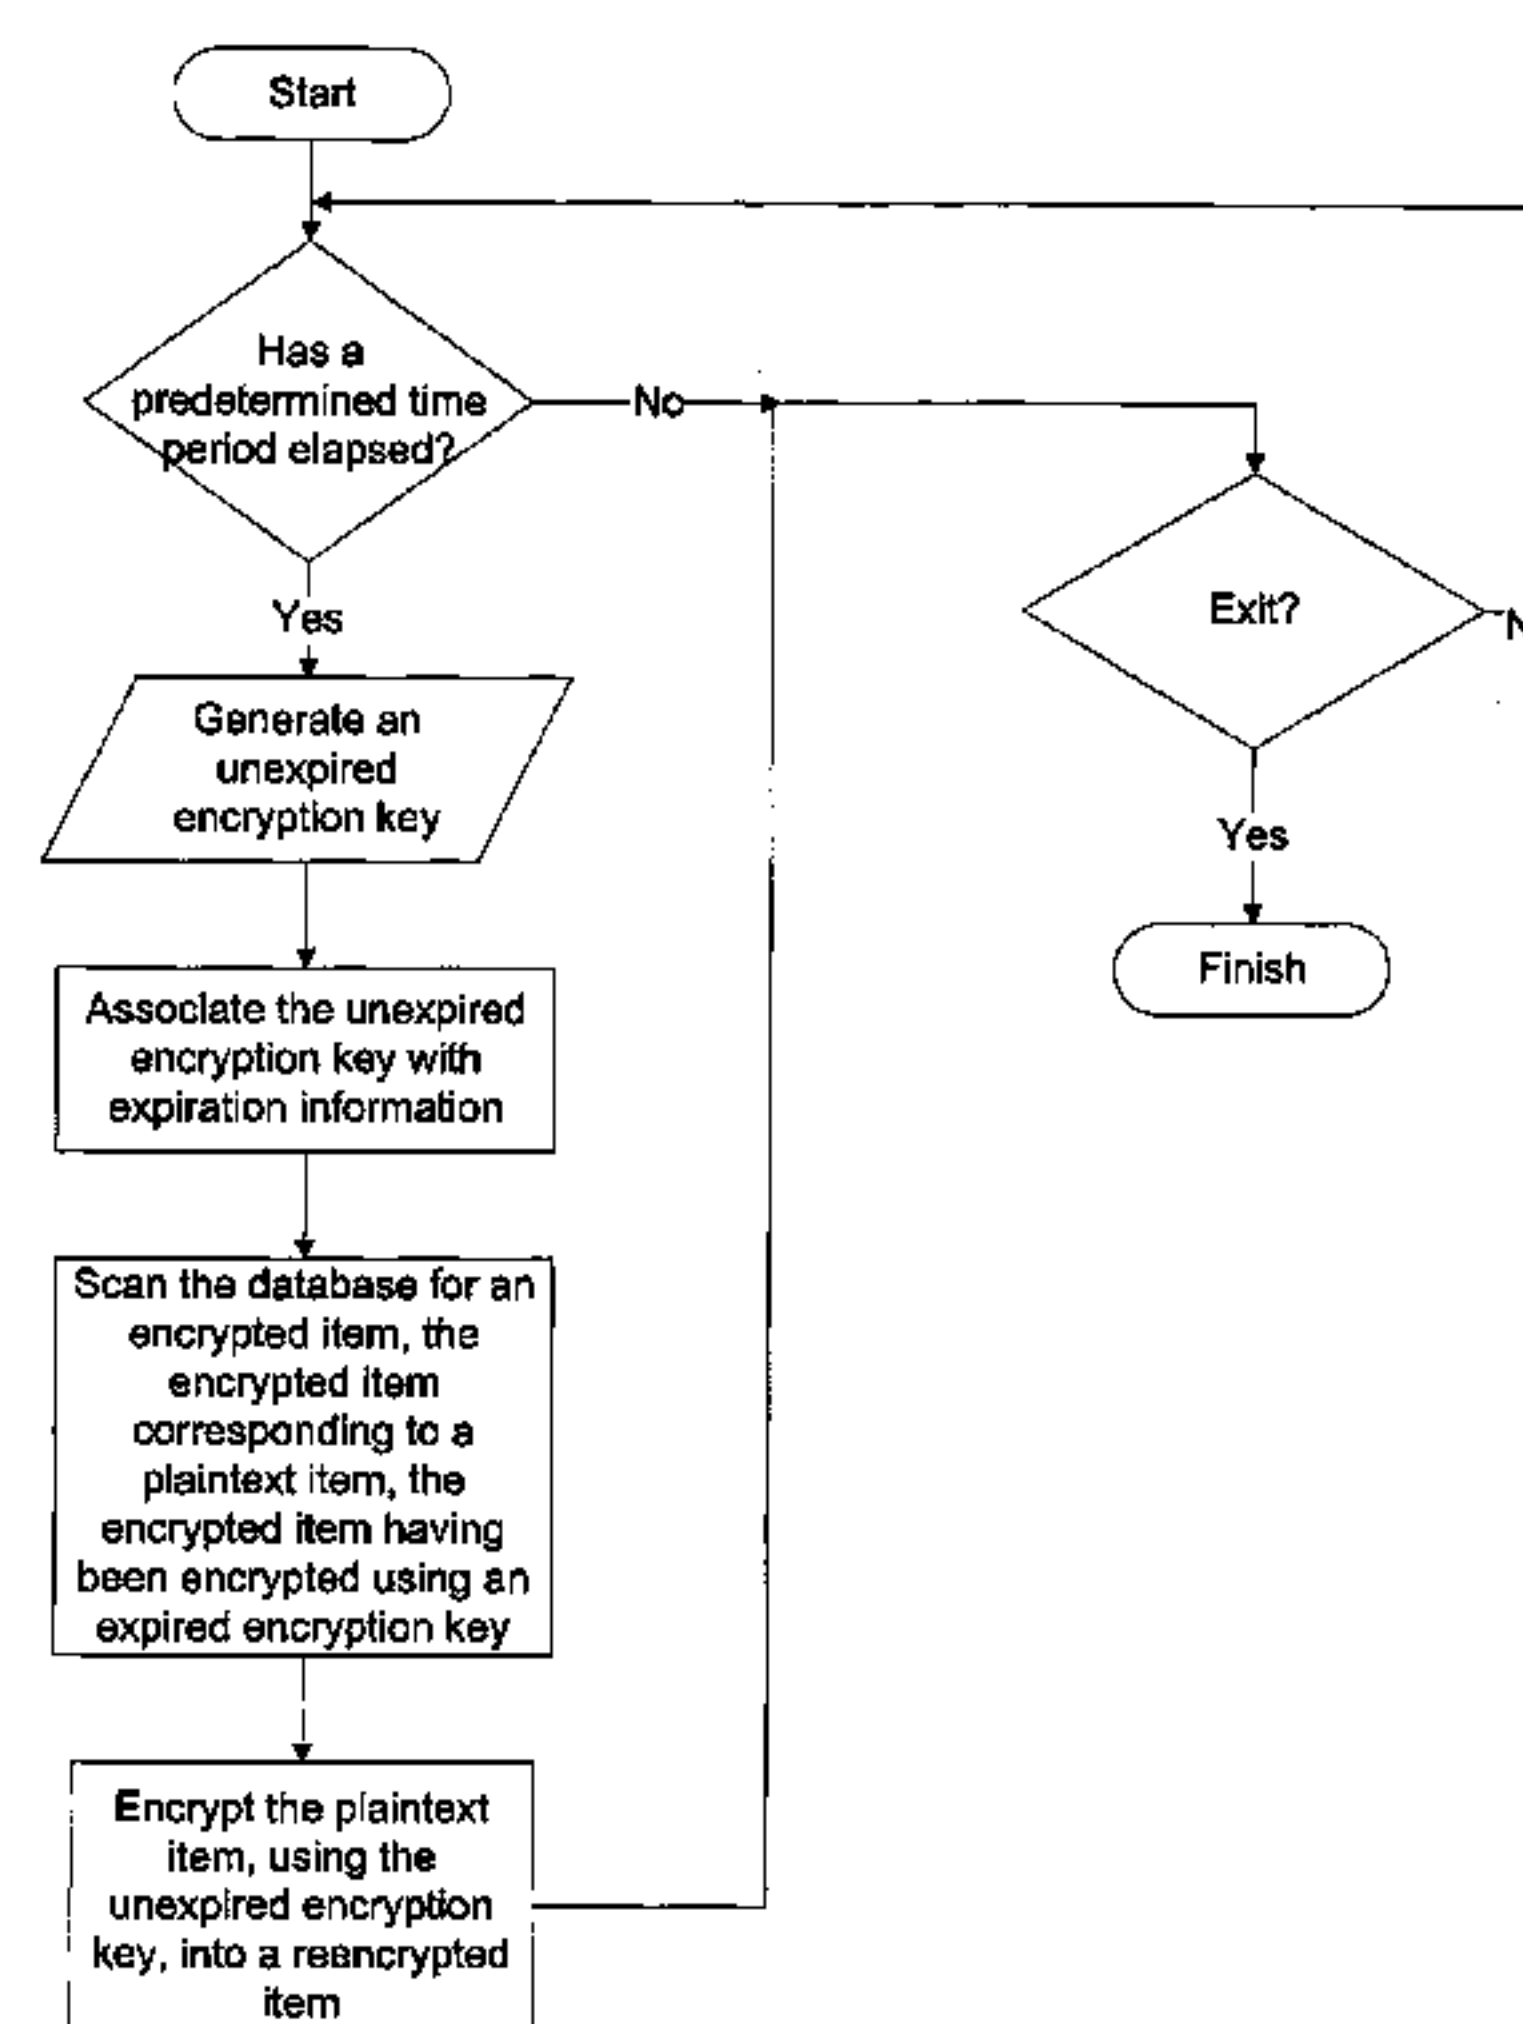 Start
Has a
predetermined time
period elapsed?
No
Yes
Generate an
unexpired
encryption key
Associate the unexpired
encryption key with
expiration information
Scan the database for an
encrypted item, the
encrypted item
corresponding to a
plaintext item, the
encrypted item having
been encrypted using an
expired encryption key
Encrypt the plaintext
item, using the
unexpired encryption
key, into a reencrypted
item
Exit?
Yes
Finish